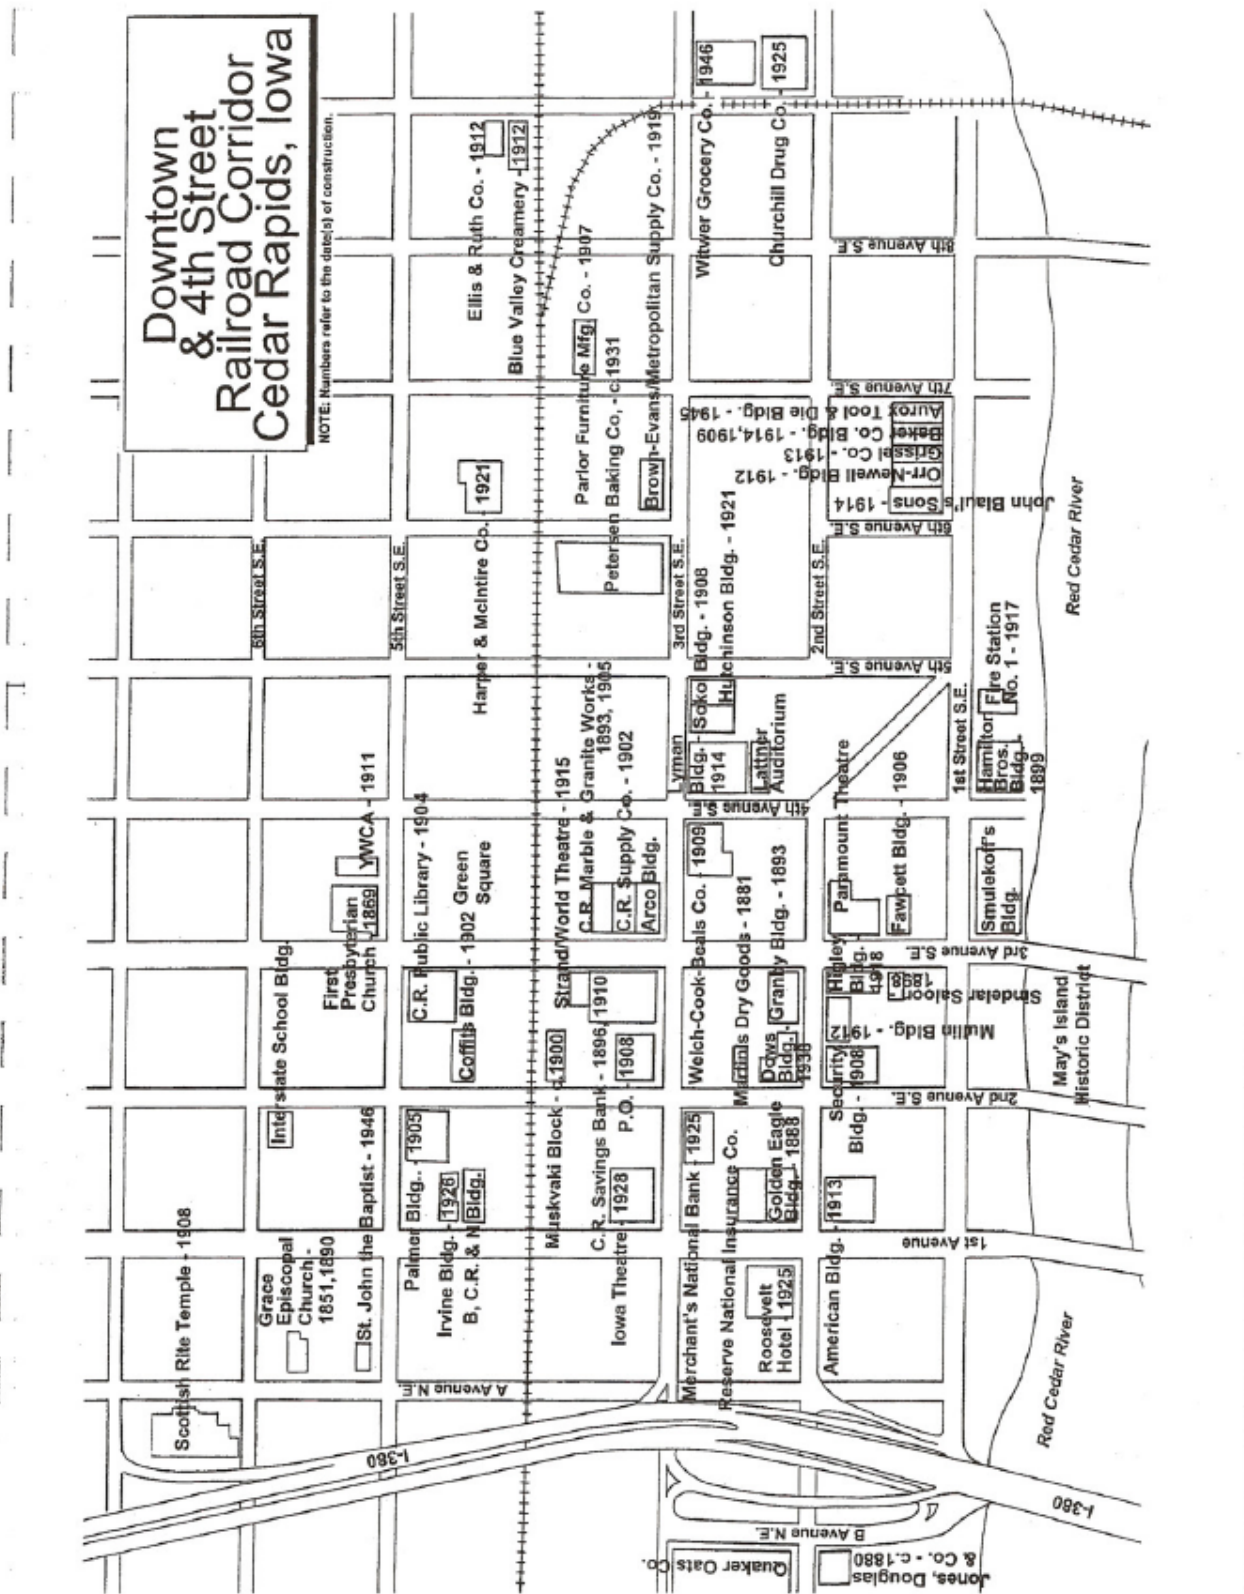 Downtown
& 4th Street
Railroad Corridor
Cedar Rapids, Iowa
NOTE: Numbers refer to the date(s) of construction.
Scottish Rite Temple - 1908
Grace
Episcopal
Church -
1851,1890
St. John the Baptist - 1946
Interstate School Bldg.
First
Presbyterian
Church - 1869
YWCA - 1911
6th Street S.E.
5th Street S.E.
Palmer Bldg. - 1905
Irvine Bldg. - 1926
B, C.R. & N Bldg.
C.R. Public Library - 1904
Coffits Bldg. - 1902
Green
Square
Harper & McIntire Co. - 1921
Ellis & Ruth Co. - 1912
Blue Valley Creamery - 1912
A Avenue N.E.
Muskvaki Block - c.1900
Strand/World Theatre - 1915
C.R. Savings Bank - 1896, 1910
Iowa Theatre - 1928
P.O. - 1908
C.R. Marble & Granite Works -
1893, 1905
C.R. Supply Co. - 1902
Arco Bldg.
Parlor Furniture Mfg. Co. - 1907
Petersen Baking Co, - c.1931
Brown-Evans/Metropolitan Supply Co. - 1919
3rd Street S.E.
Merchant's National Bank - 1925
Reserve National Insurance Co.
Roosevelt
Hotel - 1925
Golden Eagle
Bldg. - 1888
Welch-Cook-Beals Co. - 1909
Martin's Dry Goods - 1881
Dows
Bldg. -
1930
Granby Bldg. - 1893
4th Avenue S.E.
Lyman
Bldg. -
1914
Sokol Bldg. - 1908
Hutchinson Bldg. - 1921
Lattner
Auditorium
Witwer Grocery Co. - 1946
Churchill Drug Co. - 1925
2nd Street S.E.
American Bldg. - 1913
Security
Bldg. - 1908
Mullin Bldg. - 1912
Higley
Bldg. -
1918
Sindelar Saloon
Paramount Theatre
Fawcett Bldg. - 1906
5th Avenue S.E.
6th Avenue S.E.
7th Avenue S.E.
8th Avenue S.E.
Aurox Tool & Die Bldg. - 1945
Baker Co. Bldg. - 1914,1909
Grissel Co. - 1913
Orr-Newell Bldg. - 1912
John Blaul's Sons - 1914
1st Avenue
2nd Avenue S.E.
3rd Avenue S.E.
1st Street S.E.
Smulekoff's
Bldg.
Hamilton
Bros.
Bldg. -
1899
Fire Station
No. 1 - 1917
May's Island
Historic District
Red Cedar River
Red Cedar River
I-380
I-380
B Avenue N.E.
Quaker Oats Co.
Jones, Douglas
& Co. - c.1880